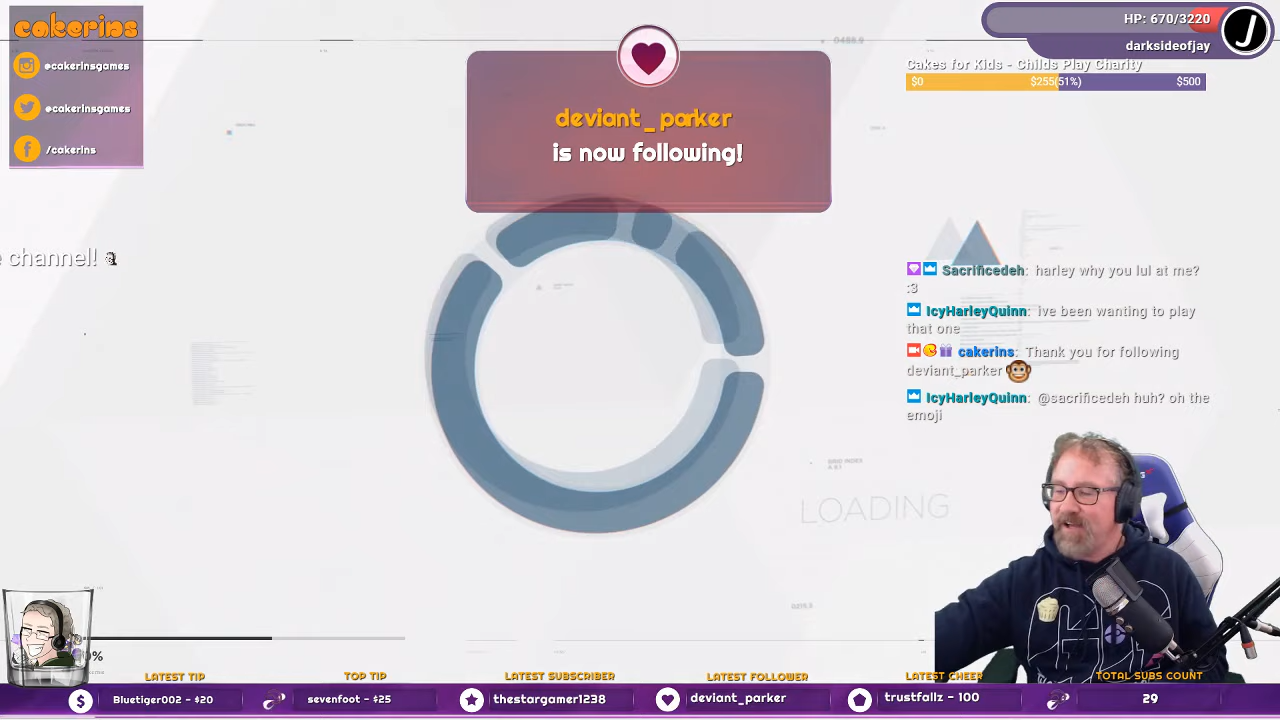 cakerins
@cakerinsgames
@cakerinsgames
/cakerins
HP: 670/3220
darksideofjay
Cakes for Kids - Childs Play Charity
$0 $255(51%) $500
deviant_parker
is now following!
channel!
Sacrificedeh: harley why you lul at me?
:3
IcyHarleyQuinn: ive been wanting to play
that one
cakerins: Thank you for following
deviant_parker
IcyHarleyQuinn: @sacrificedeh huh? oh the
emoji
LOADING
LATEST TIP
Bluetiger002 - $20
TOP TIP
sevenfoot - $25
LATEST SUBSCRIBER
thestargamer1238
LATEST FOLLOWER
deviant_parker
LATEST CHEER
trustfallz - 100
TOTAL SUBS COUNT
29